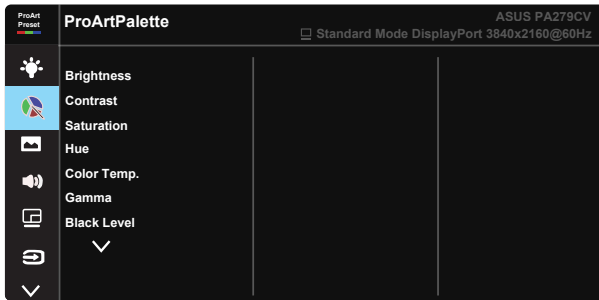 ProArt
Preset
ProArtPalette
ASUS PA279CV
Standard Mode DisplayPort 3840x2160@60Hz
Brightness
Contrast
Saturation
Hue
Color Temp.
Gamma
Black Level